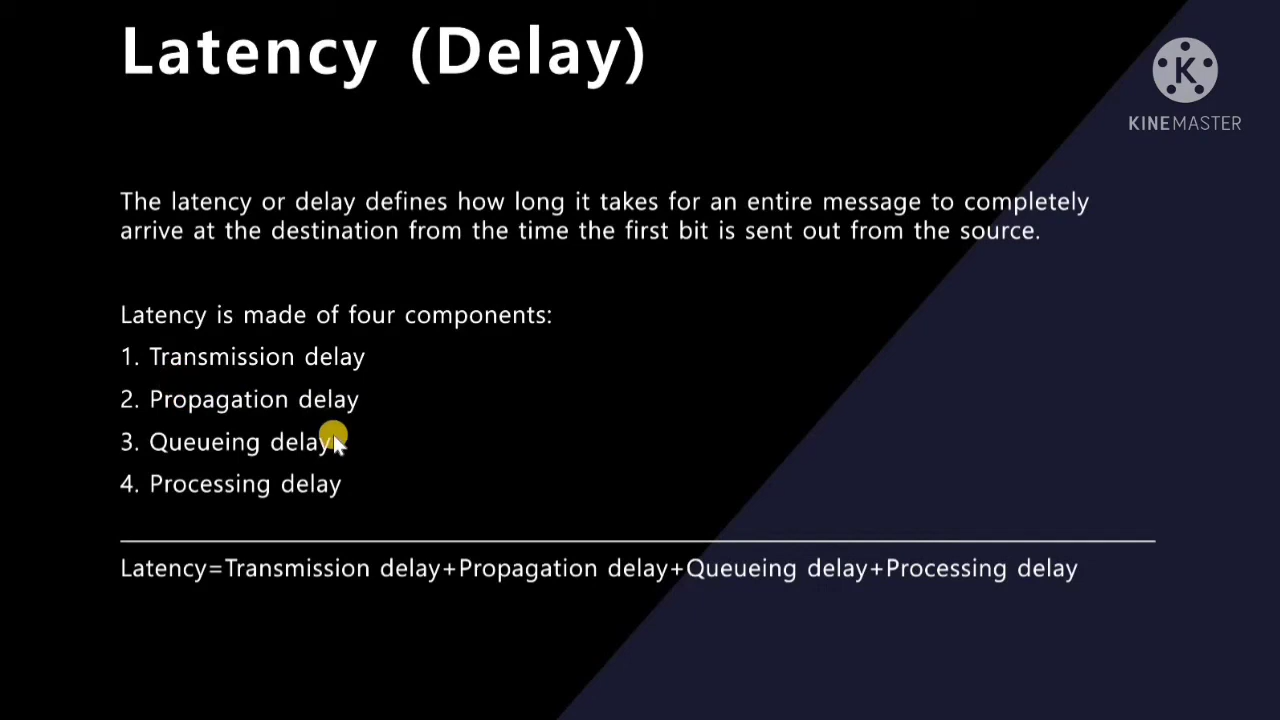 Latency (Delay)
KINEMASTER
The latency or delay defines how long it takes for an entire message to completely
arrive at the destination from the time the first bit is sent out from the source.
Latency is made of four components:
1. Transmission delay
2. Propagation delay
3. Queueing delay
4. Processing delay
Latency=Transmission delay+Propagation delay+Queueing delay+Processing delay